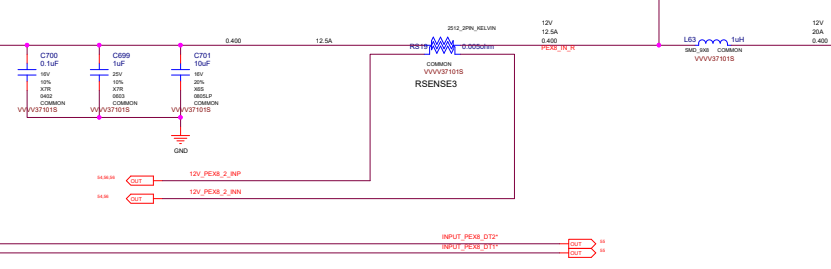 2512_2PIN_KELVIN
12V
12.5A
0.400
PEX8_IN_R
0.400
12.5A
RS19
0.005ohm
COMMON
VVVV37101S
RSENSE3
L63
1uH
SMD_9X8
COMMON
VVVV37101S
12V
20A
0.400
C700
0.1uF
16V
10%
X7R
0402
COMMON
VVVV37101S
C699
1uF
25V
10%
X7R
0603
COMMON
VVVV37101S
C701
10uF
16V
20%
X6S
0805LP
COMMON
VVVV37101S
GND
OUT
12V_PEX8_2_INP
OUT
12V_PEX8_2_INN
INPUT_PEX8_DT2*
OUT
INPUT_PEX8_DT1*
OUT